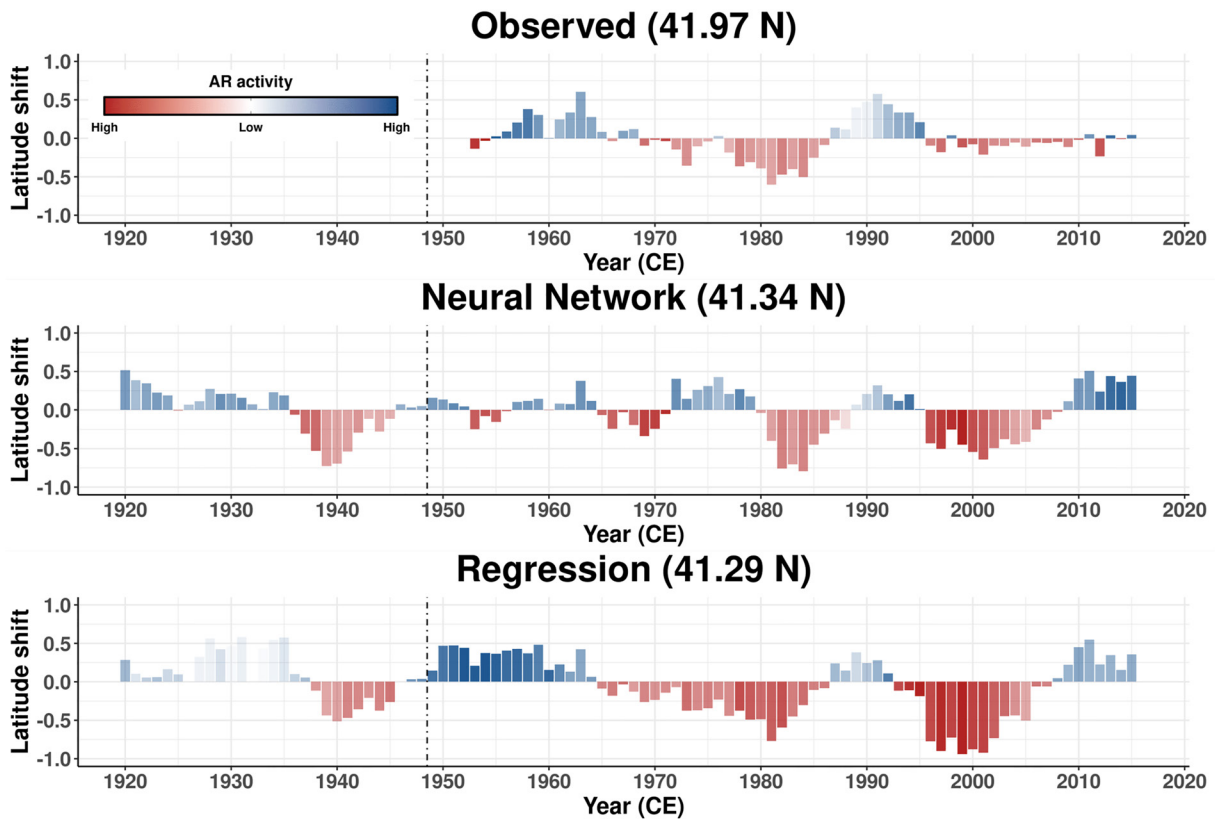 Observed (41.97 N)
Latitude shift
1.0
0.5
0.0
-0.5
-1.0
AR activity
High Low High
1920 1930 1940 1950 1960 1970 1980 1990 2000 2010 2020
Year (CE)
Neural Network (41.34 N)
Latitude shift
1.0
0.5
0.0
-0.5
-1.0
1920 1930 1940 1950 1960 1970 1980 1990 2000 2010 2020
Year (CE)
Regression (41.29 N)
Latitude shift
1.0
0.5
0.0
-0.5
-1.0
1920 1930 1940 1950 1960 1970 1980 1990 2000 2010 2020
Year (CE)